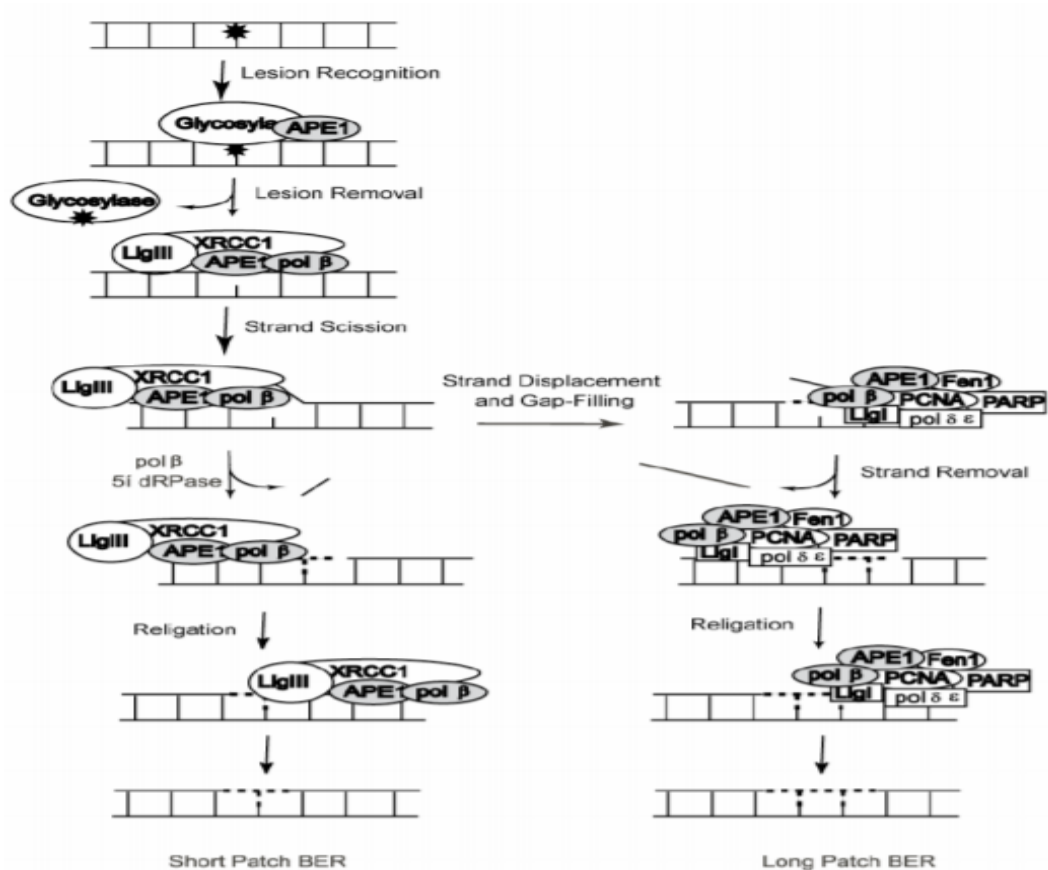 Lesion Recognition
Glycosyla APE1
Lesion Removal
Glycosylase
XRCC1
LigIII
APE1 pol β
Strand Scission
XRCC1
LigIII
APE1 pol β
Strand Displacement
and Gap-Filling
APE1 Fen1
pol β PCNA PARP
LigI pol δ ε
pol β
5í dRPase
Strand Removal
XRCC1
LigIII
APE1 pol β
APE1 Fen1
pol β PCNA PARP
LigI pol δ ε
Religation
Religation
XRCC1
LigIII
APE1 pol β
APE1 Fen1
pol β PCNA PARP
LigI pol δ ε
Short Patch BER
Long Patch BER